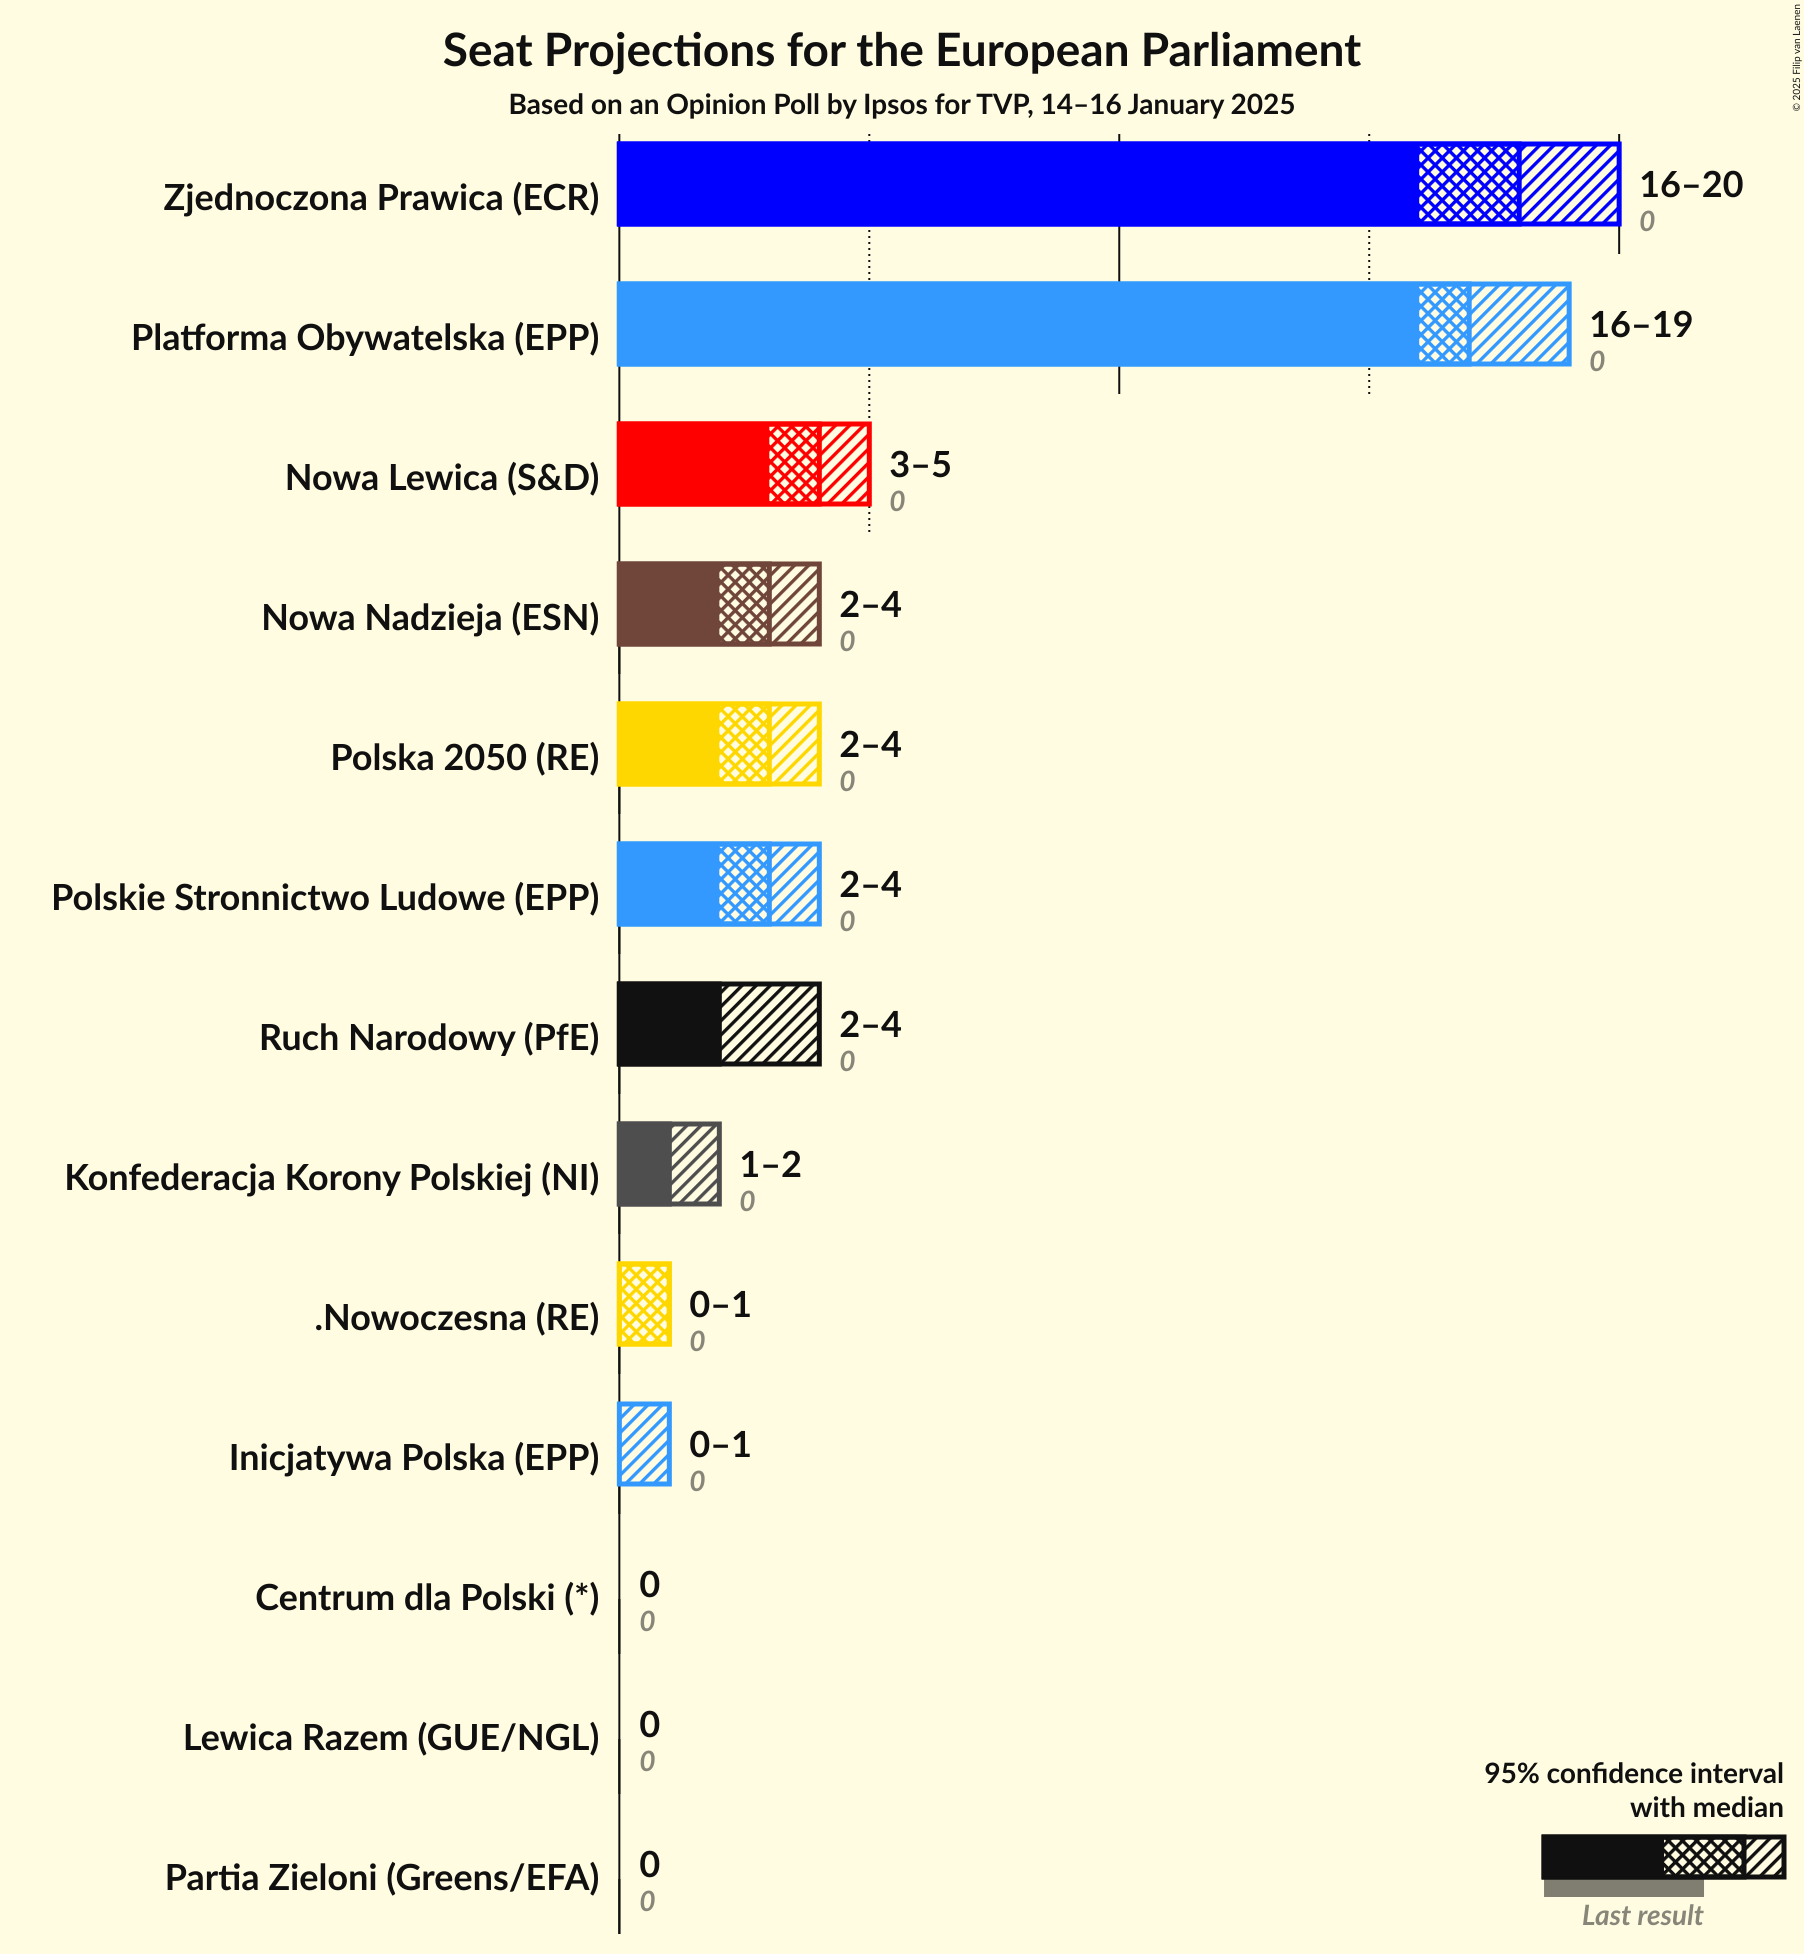 Seat Projections for the European Parliament
Based on an Opinion Poll by Ipsos for TVP, 14–16 January 2025
© 2025 Filip van Laenen
Zjednoczona Prawica (ECR)
16–20
0
Platforma Obywatelska (EPP)
16–19
0
Nowa Lewica (S&D)
3–5
0
Nowa Nadzieja (ESN)
2–4
0
Polska 2050 (RE)
2–4
0
Polskie Stronnictwo Ludowe (EPP)
2–4
0
Ruch Narodowy (PfE)
2–4
0
Konfederacja Korony Polskiej (NI)
1–2
0
.Nowoczesna (RE)
0–1
0
Inicjatywa Polska (EPP)
0–1
0
Centrum dla Polski (*)
0
0
Lewica Razem (GUE/NGL)
0
0
Partia Zieloni (Greens/EFA)
0
0
95% confidence interval
with median
Last result